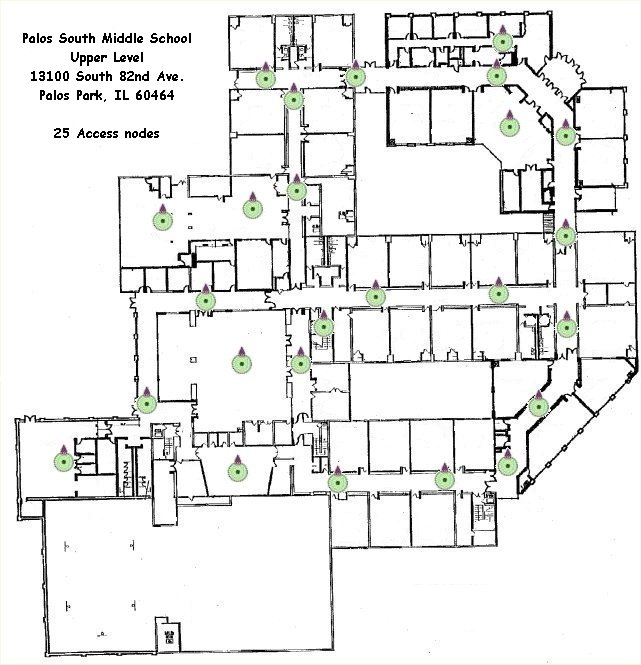 Palos South Middle School
Upper Level
13100 South 82nd Ave.
Palos Park, IL 60464
25 Access nodes